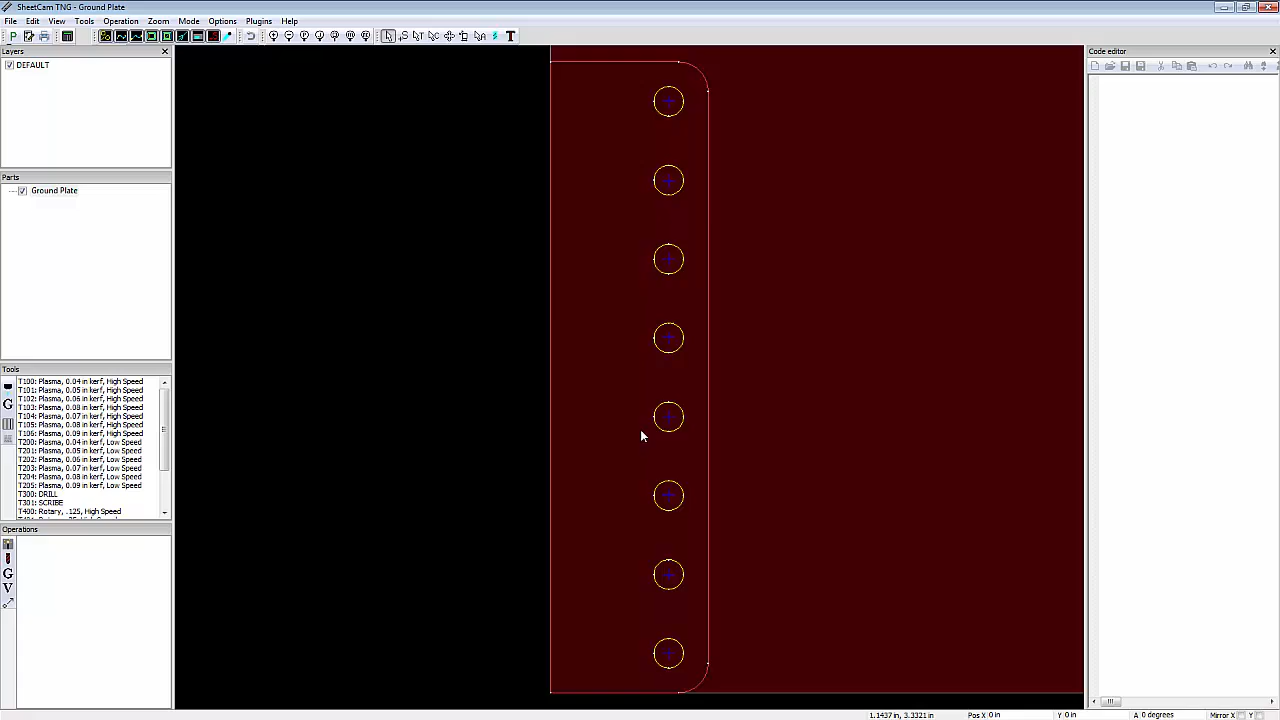 SheetCam TNG - Ground Plate
File Edit View Tools Operation Zoom Mode Options Plugins Help
Layers
DEFAULT
Parts
Ground Plate
Tools
T100: Plasma, 0.04 in kerf, High Speed
T101: Plasma, 0.05 in kerf, High Speed
T102: Plasma, 0.06 in kerf, High Speed
T103: Plasma, 0.08 in kerf, High Speed
T104: Plasma, 0.07 in kerf, High Speed
T105: Plasma, 0.08 in kerf, High Speed
T106: Plasma, 0.09 in kerf, High Speed
T200: Plasma, 0.04 in kerf, Low Speed
T201: Plasma, 0.05 in kerf, Low Speed
T202: Plasma, 0.06 in kerf, Low Speed
T203: Plasma, 0.07 in kerf, Low Speed
T204: Plasma, 0.08 in kerf, Low Speed
T205: Plasma, 0.09 in kerf, Low Speed
T300: DRILL
T301: SCRIBE
T400: Rotary, .125, High Speed
Operations
Code editor
1.1437 in, 3.3321 in Pos X 0 in Y 0 in A 0 degrees Mirror X Y